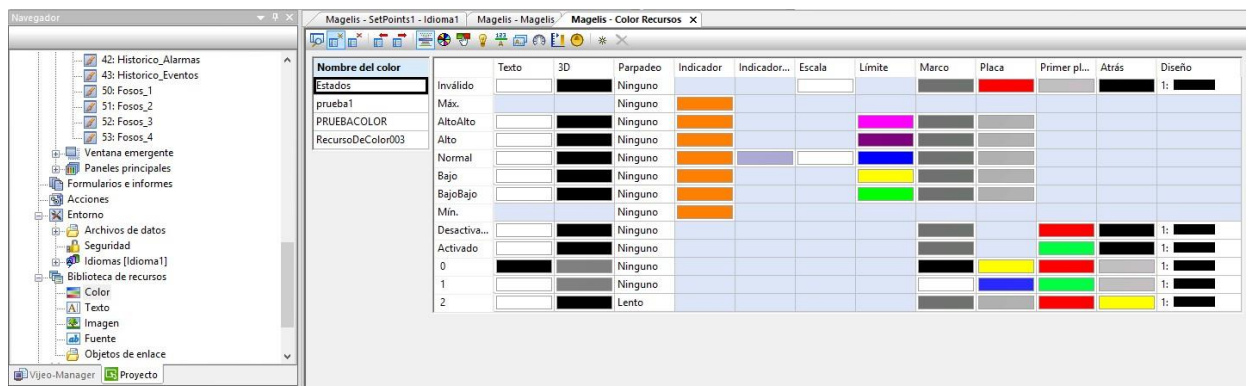 Navegador
42: Historico_Alarmas
43: Historico_Eventos
50: Fosos_1
51: Fosos_2
52: Fosos_3
53: Fosos_4
Ventana emergente
Paneles principales
Formularios e informes
Acciones
Entorno
Archivos de datos
Seguridad
Idiomas [Idioma1]
Biblioteca de recursos
Color
Texto
Imagen
Fuente
Objetos de enlace
Vijeo-Manager Proyecto
Magelis - SetPoints1 - Idioma1 Magelis - Magelis Magelis - Color Recursos X
Nombre del color
Estados
prueba1
PRUEBACOLOR
RecursoDeColor003
Texto 3D Parpadeo Indicador Indicador... Escala Límite Marco Placa Primer pl... Atrás Diseño
Inválido Ninguno 1:
Máx. Ninguno
AltoAlto Ninguno
Alto Ninguno
Normal Ninguno
Bajo Ninguno
BajoBajo Ninguno
Mín. Ninguno
Desactiva... Ninguno 1:
Activado Ninguno 1:
0 Ninguno 1:
1 Ninguno 1:
2 Lento 1: